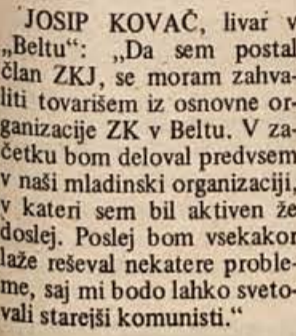 JOSIP KOVAČ, livar v
„Beltu“: „Da sem postal
član ZKJ, se moram zahva-
liti tovarišem iz osnovne or-
ganizacije ZK v Beltu. V za-
četku bom deloval predvsem
v naši mladinski organizaciji,
v kateri sem bil aktiven že
doslej. Poslej bom vsekakor
laže reševal nekatere proble-
me, saj mi bodo lahko sveto-
vali starejši komunisti.“